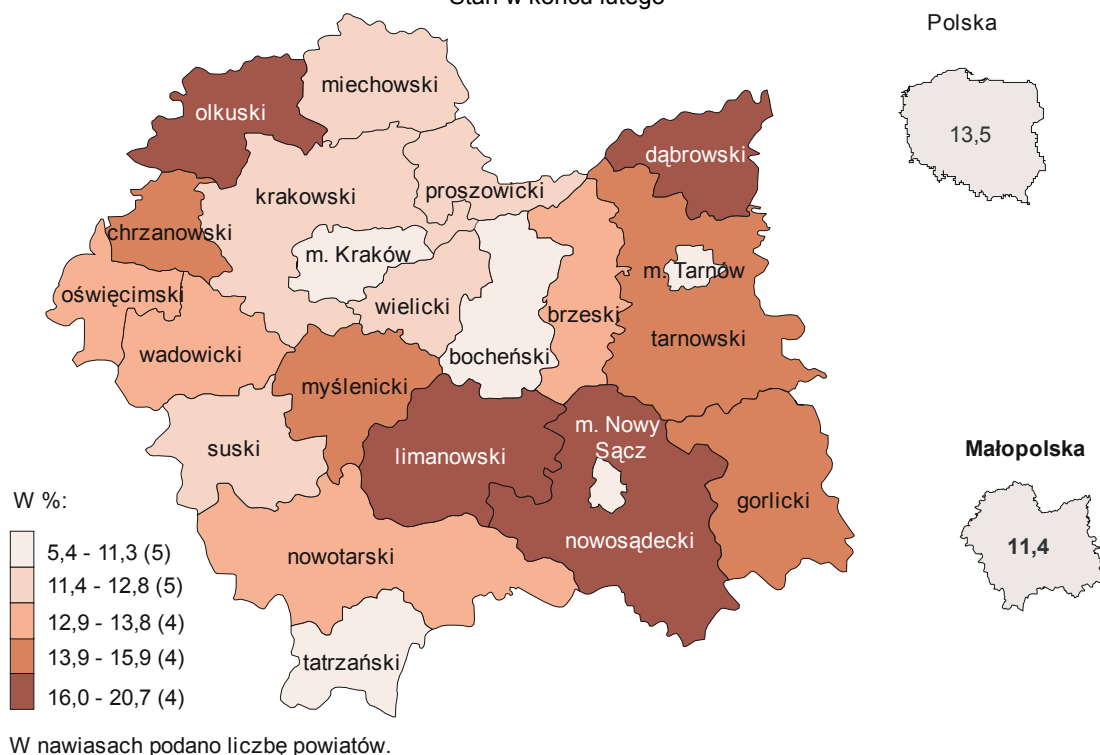 Stan w końcu lutego
Polska
13,5
miechowski
olkuski
dąbrowski
krakowski
proszowicki
chrzanowski
m. Kraków
m. Tarnów
oświęcimski
wielicki
brzeski
wadowicki
bocheński
tarnowski
myślenicki
m. Nowy
Sącz
suski
limanowski
Małopolska
11,4
gorlicki
nowosądecki
nowotarski
tatrzański
W %:
5,4 - 11,3 (5)
11,4 - 12,8 (5)
12,9 - 13,8 (4)
13,9 - 15,9 (4)
16,0 - 20,7 (4)
W nawiasach podano liczbę powiatów.